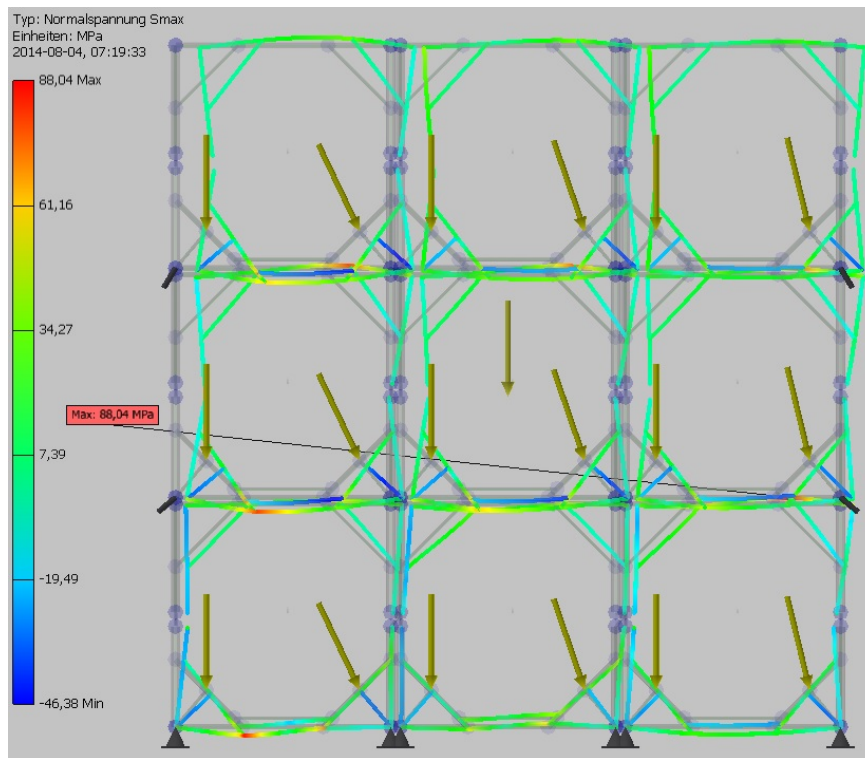 Typ: Normalspannung Smax
Einheiten: MPa
2014-08-04, 07:19:33
88,04 Max
61,16
34,27
Max: 88,04 MPa
7,39
-19,49
-46,38 Min